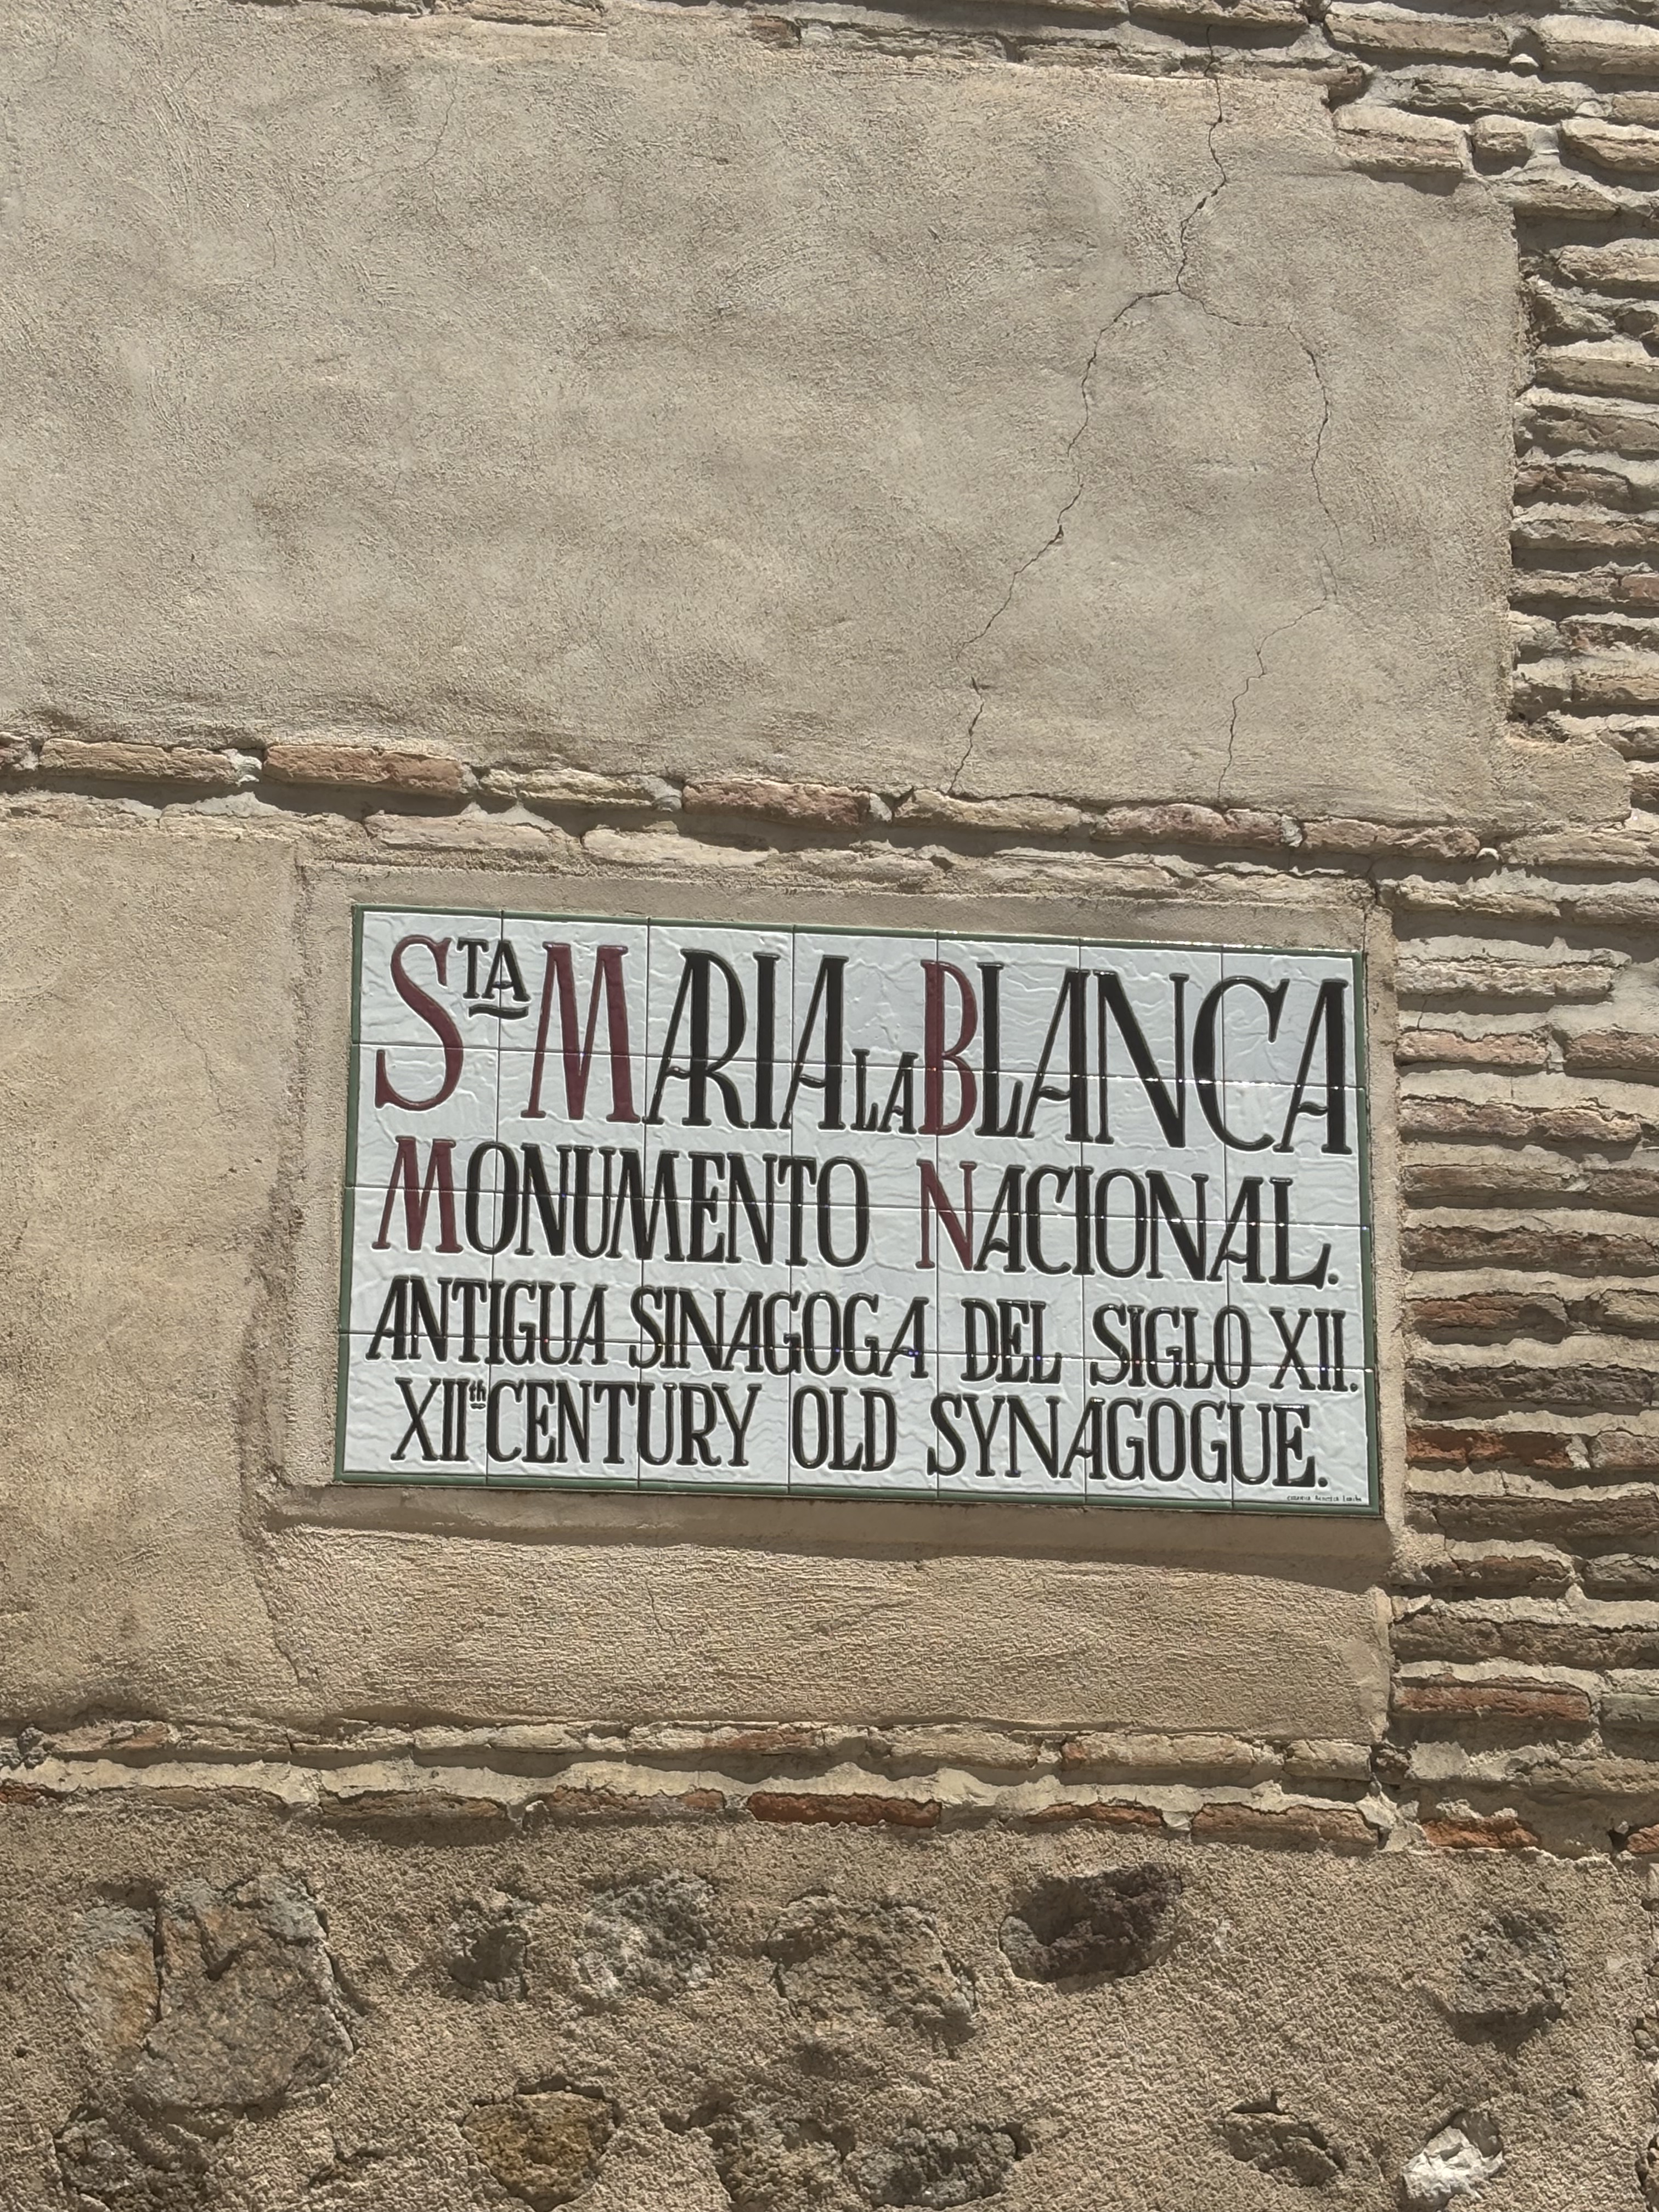 STA MARIA LA BLANCA
MONUMENTO NACIONAL.
ANTIGUA SINAGOGA DEL SIGLO XII.
XIIth CENTURY OLD SYNAGOGUE.